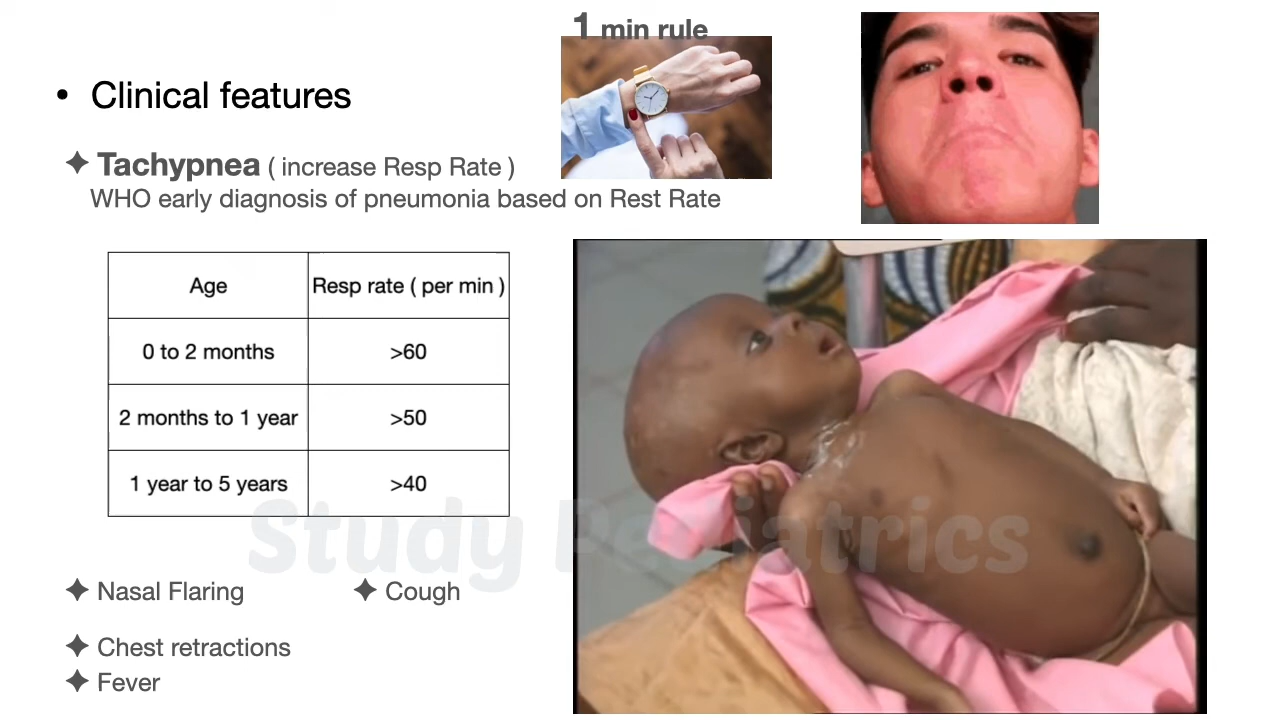 1 min rule
• Clinical features
✦ Tachypnea ( increase Resp Rate )
WHO early diagnosis of pneumonia based on Rest Rate
Age Resp rate ( per min )
0 to 2 months >60
2 months to 1 year >50
1 year to 5 years >40
Study Pediatrics
✦ Nasal Flaring ✦ Cough
✦ Chest retractions
✦ Fever